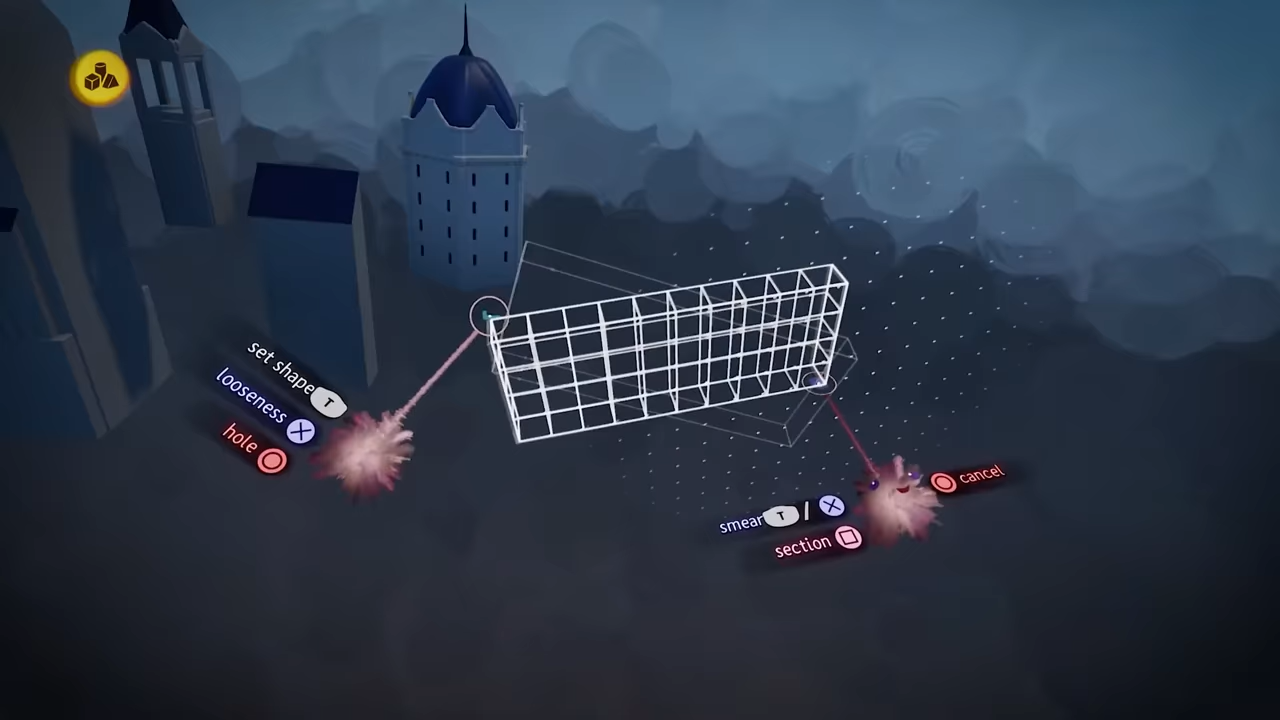 set shape T
looseness
hole
cancel
smear T /
section